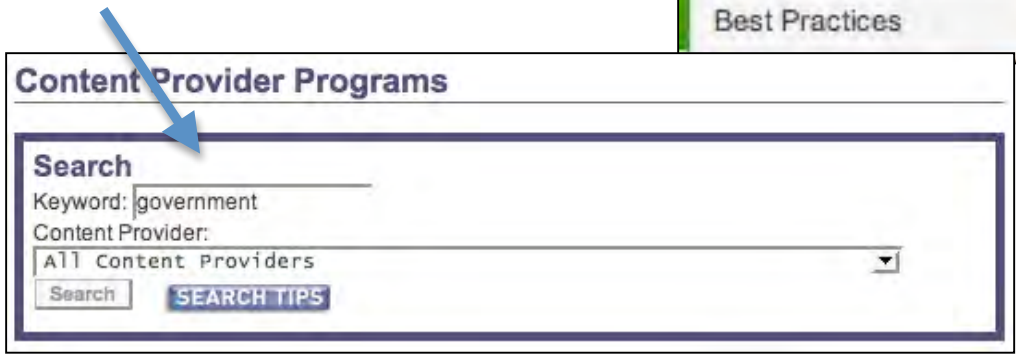 Best Practices
Content Provider Programs
Search
Keyword: government
Content Provider:
All Content Providers
Search SEARCH TIPS